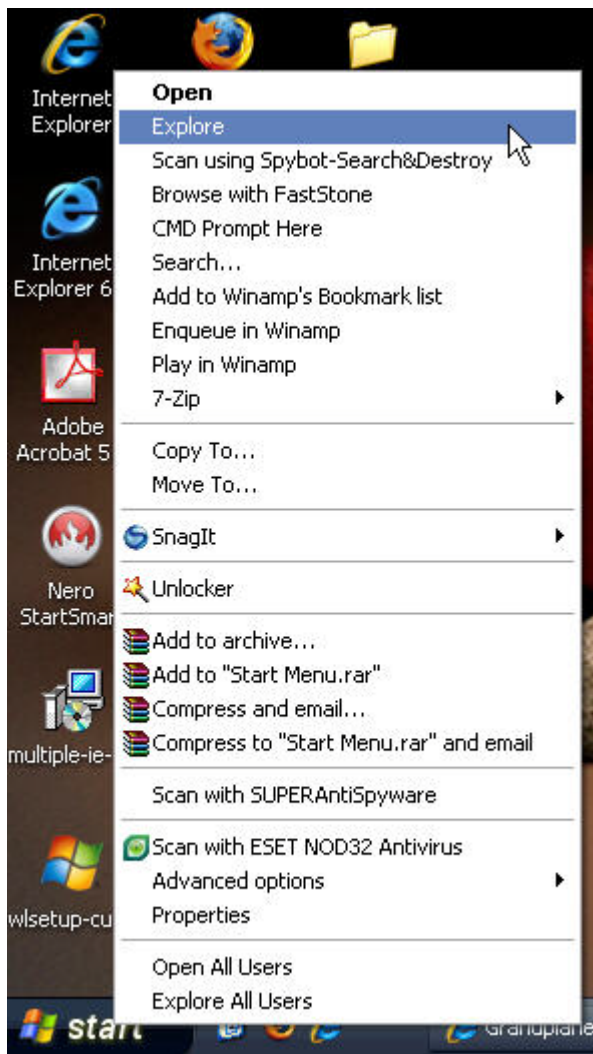 Internet
Explorer
Internet
Explorer 6
Adobe
Acrobat 5
Nero
StartSmar
multiple-ie-
wlsetup-cu
Open
Explore
Scan using Spybot-Search&Destroy
Browse with FastStone
CMD Prompt Here
Search...
Add to Winamp's Bookmark list
Enqueue in Winamp
Play in Winamp
7-Zip
Copy To...
Move To...
SnagIt
Unlocker
Add to archive...
Add to "Start Menu.rar"
Compress and email...
Compress to "Start Menu.rar" and email
Scan with SUPERAntiSpyware
Scan with ESET NOD32 Antivirus
Advanced options
Properties
Open All Users
Explore All Users
start
Grandplane